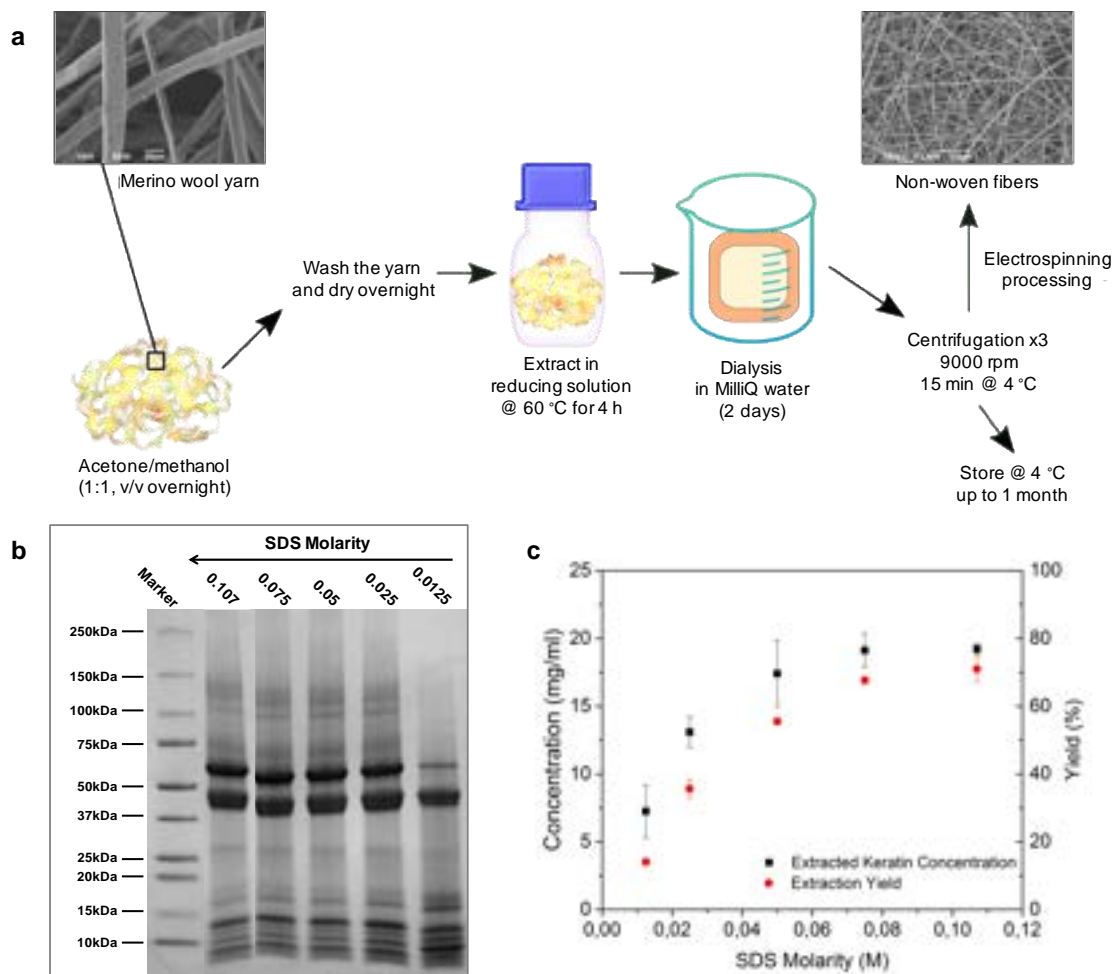 a
Merino wool yarn
Acetone/methanol
(1:1, v/v overnight)
Wash the yarn
and dry overnight
Extract in
reducing solution
@ 60 °C for 4 h
Dialysis
in MilliQ water
(2 days)
Centrifugation x3
9000 rpm
15 min @ 4 °C
Electrospinning
processing
Non-woven fibers
Store @ 4 °C
up to 1 month
b
SDS Molarity
Marker
0.107
0.075
0.05
0.025
0.0125
250kDa
150kDa
100kDa
75kDa
50kDa
37kDa
25kDa
20kDa
15kDa
10kDa
c
25
20
15
10
5
0
Concentration (mg/ml)
100
80
60
40
20
0
Yield (%)
Extracted Keratin Concentration
Extraction Yield
0,00
0,02
0,04
0,06
0,08
0,10
0,12
SDS Molarity (M)